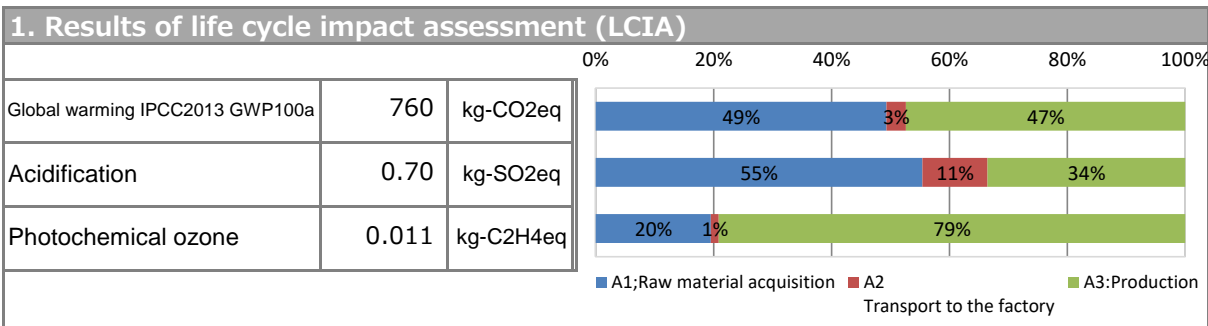 1. Results of life cycle impact assessment (LCIA)
0% 20% 40% 60% 80% 100%
Global warming IPCC2013 GWP100a 760 kg-CO2eq 49% 3% 47%
Acidification 0.70 kg-SO2eq 55% 11% 34%
Photochemical ozone 0.011 kg-C2H4eq 20% 1% 79%
A1;Raw material acquisition A2 A3:Production
Transport to the factory